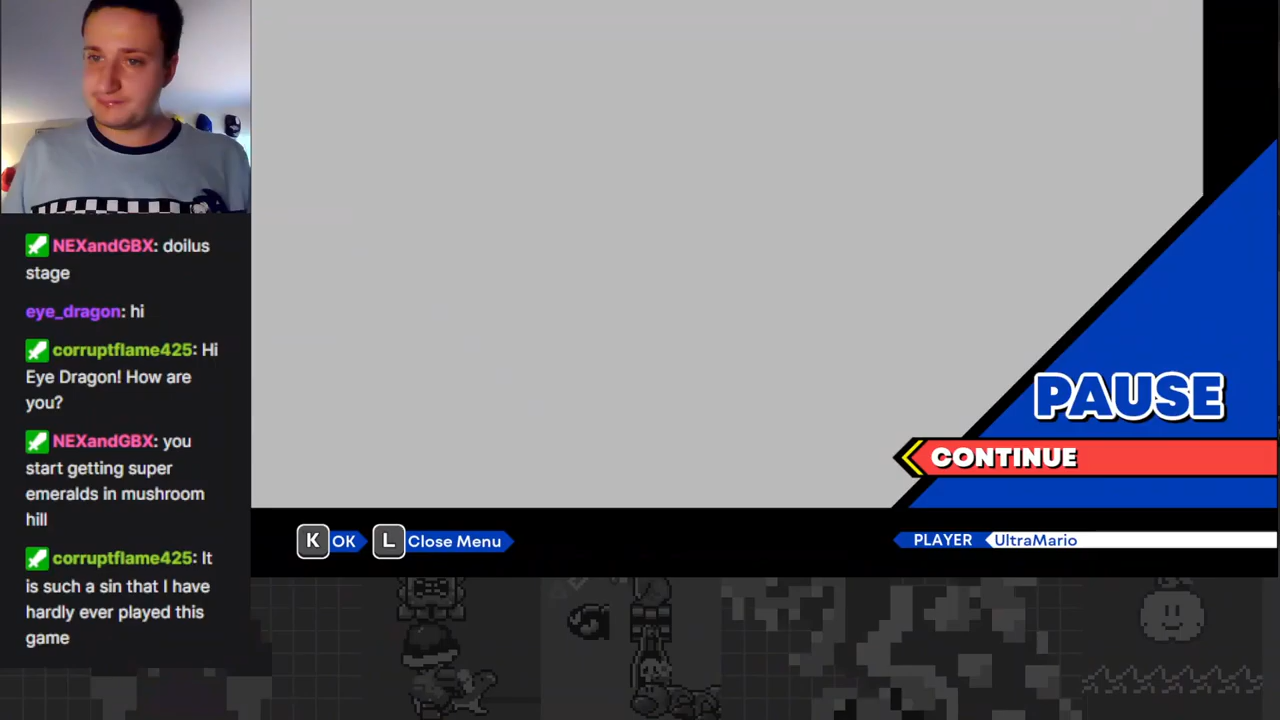 NEXandGBX: doilus
stage
eye_dragon: hi
corruptflame425: Hi
Eye Dragon! How are
you?
NEXandGBX: you
start getting super
emeralds in mushroom
hill
corruptflame425: It
is such a sin that I have
hardly ever played this
game
PAUSE
CONTINUE
K OK L Close Menu
PLAYER UltraMario